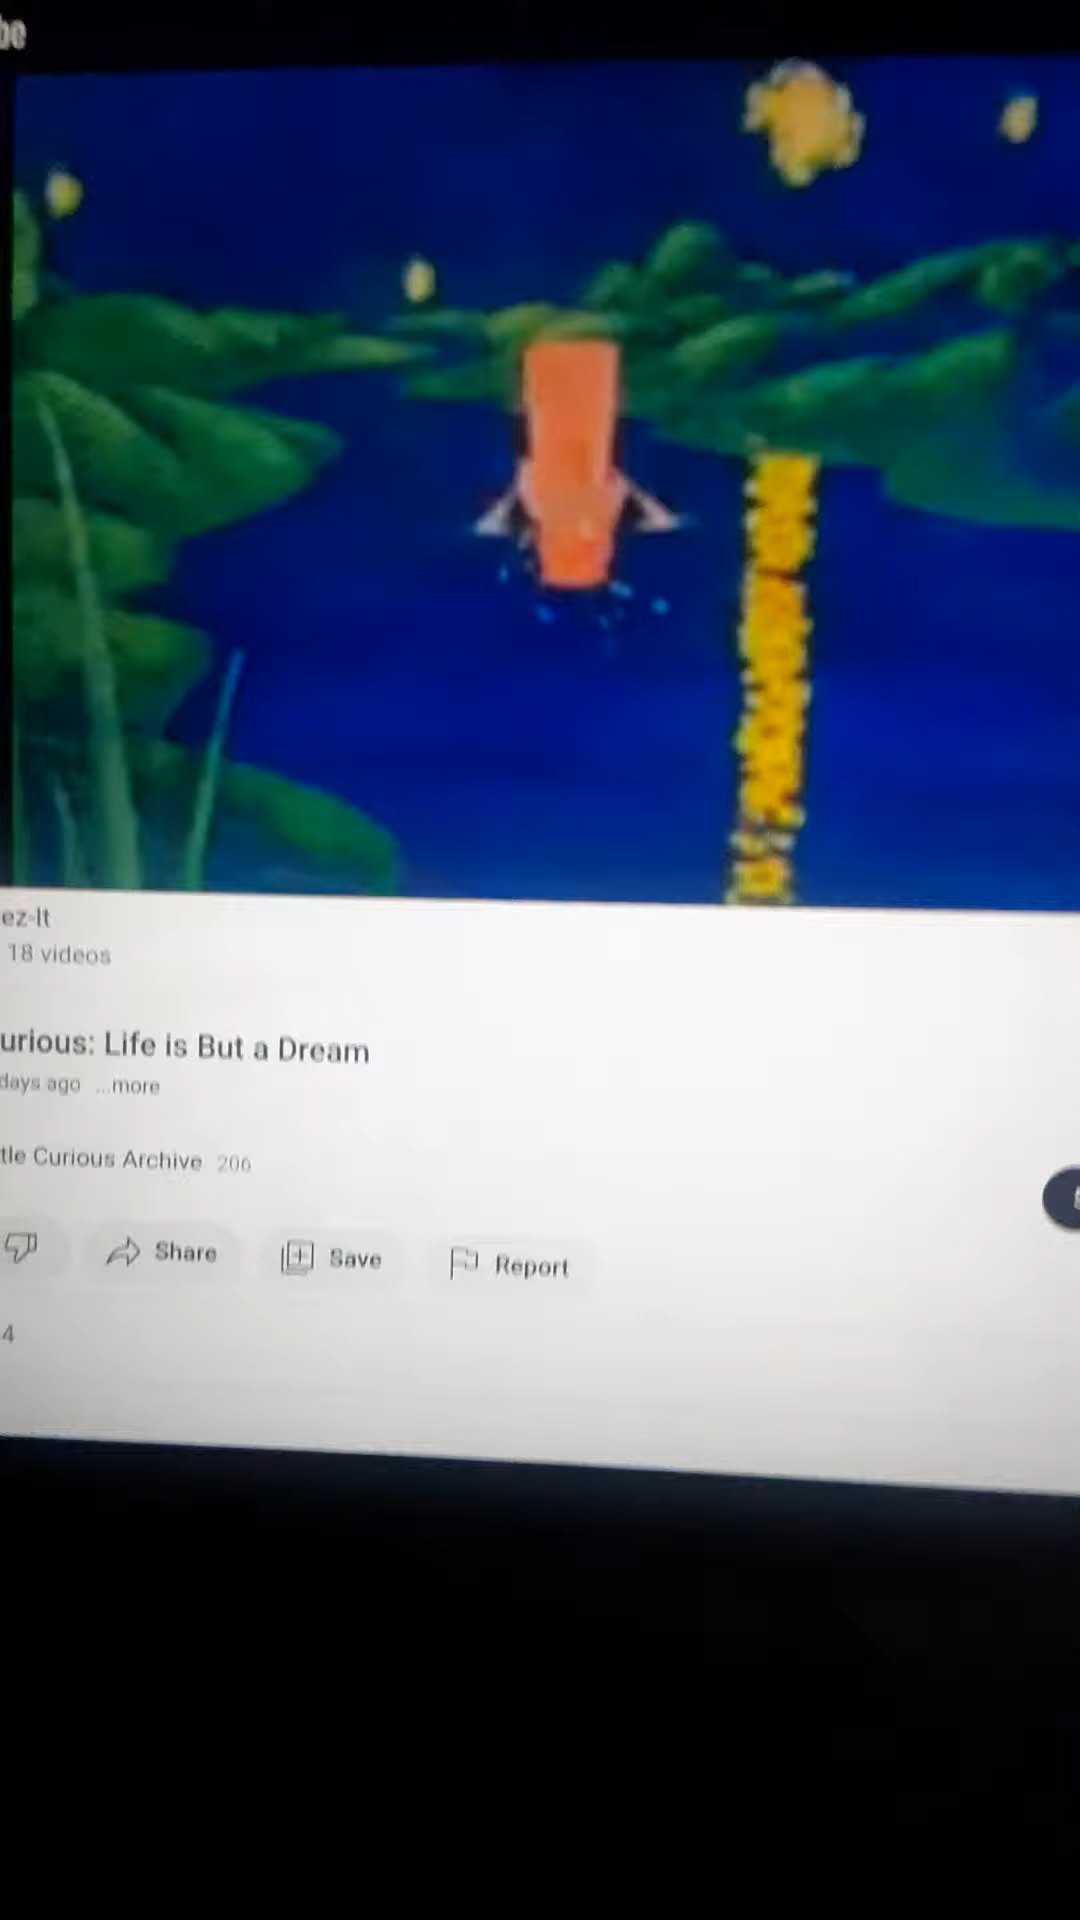 be
ez-It
18 videos
urious: Life is But a Dream
days ago ...more
tle Curious Archive 206
Share
Save
Report
4